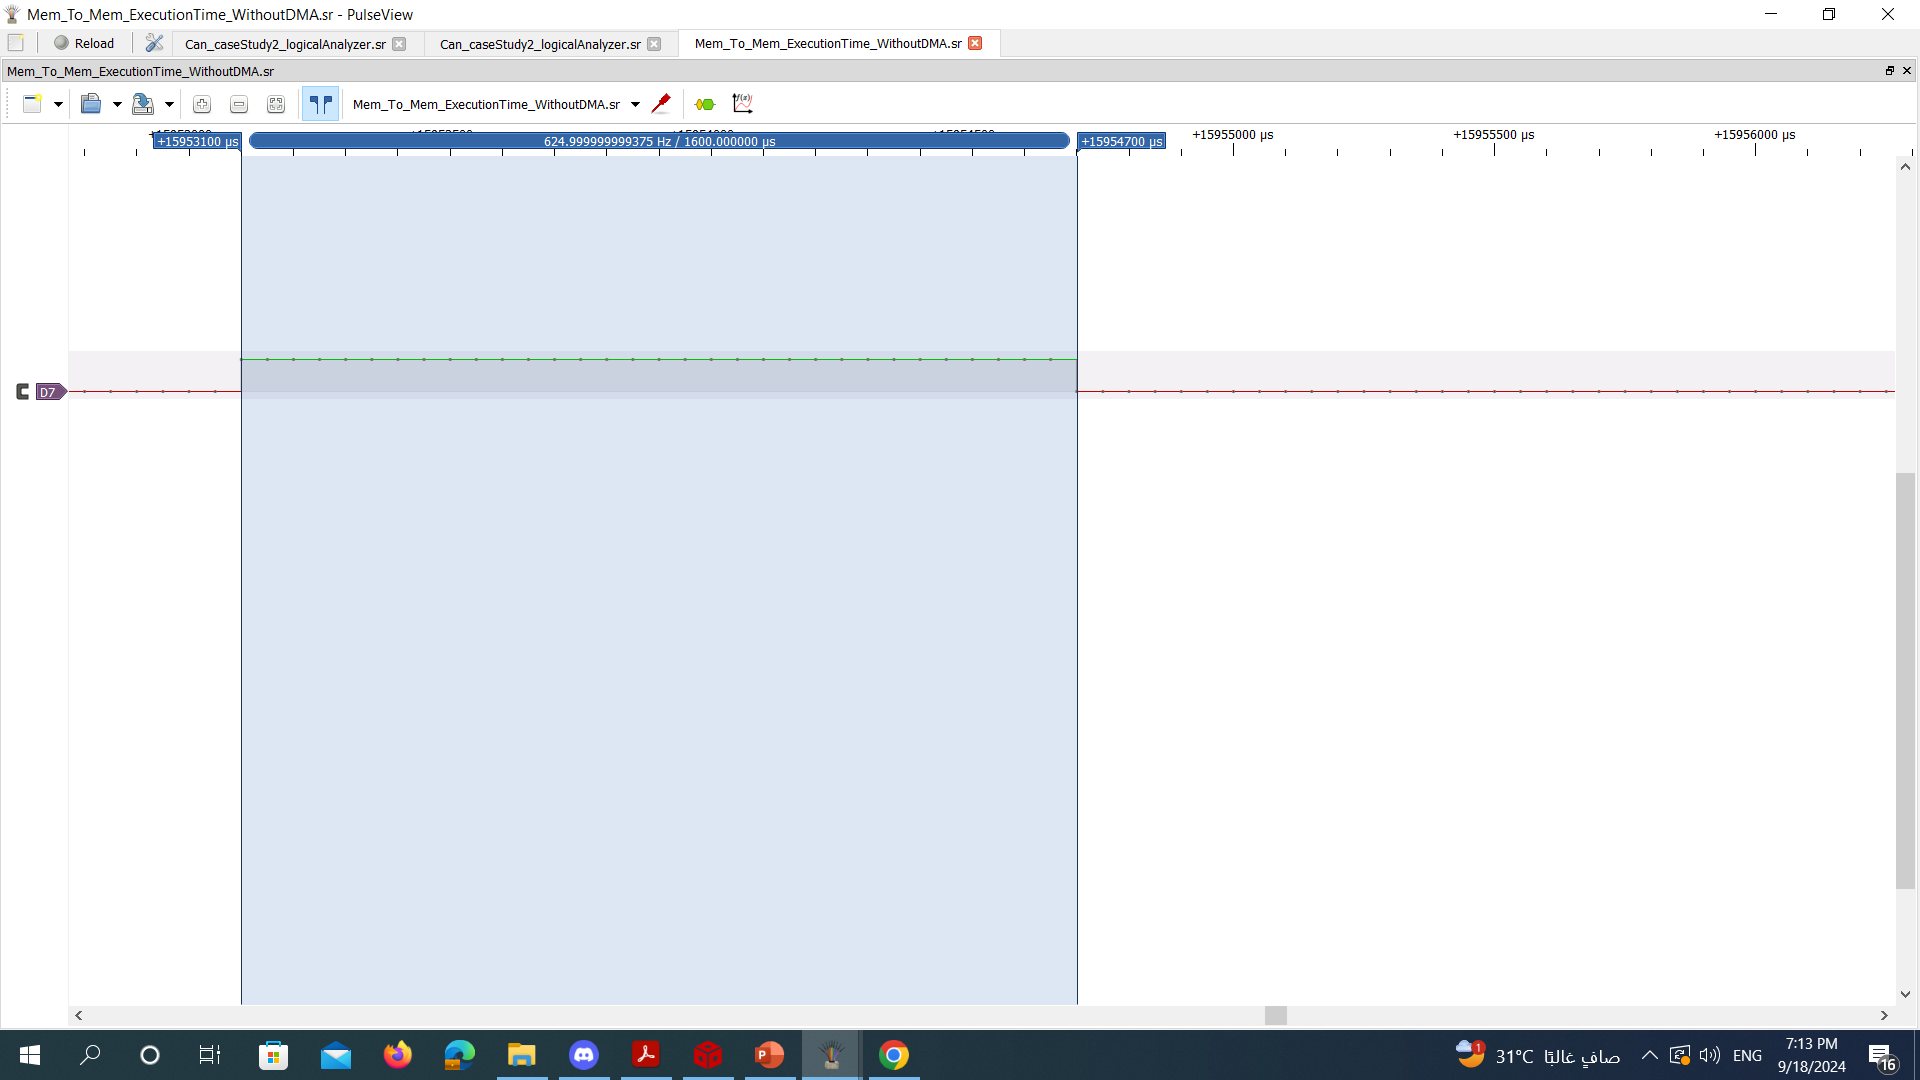 Mem_To_Mem_ExecutionTime_WithoutDMA.sr - PulseView
Reload
Can_caseStudy2_logicalAnalyzer.sr
Can_caseStudy2_logicalAnalyzer.sr
Mem_To_Mem_ExecutionTime_WithoutDMA.sr
Mem_To_Mem_ExecutionTime_WithoutDMA.sr
Mem_To_Mem_ExecutionTime_WithoutDMA.sr
f(x)
+15953100 µs
624.999999999375 Hz / 1600.000000 µs
+15954700 µs
+15955000 µs
+15955500 µs
+15956000 µs
D7
1
31°C
صافٍ غالبًا
ENG
7:13 PM
9/18/2024
16